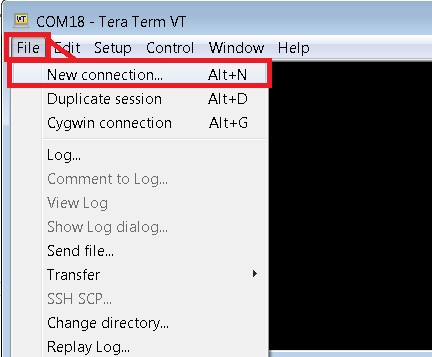 COM18 - Tera Term VT
File Edit Setup Control Window Help
New connection... Alt+N
Duplicate session Alt+D
Cygwin connection Alt+G
Log...
Comment to Log...
View Log
Show Log dialog...
Send file...
Transfer
SSH SCP...
Change directory...
Replay Log...